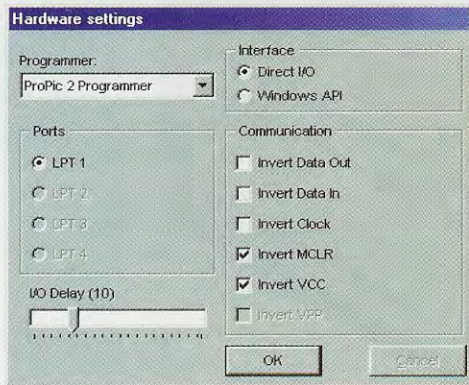 Hardware settings
Programmer:
ProPic 2 Programmer
Interface
Direct I/O
Windows API
Ports
LPT 1
LPT 2
LPT 3
LPT 4
Communication
Invert Data Out
Invert Data In
Invert Clock
Invert MCLR
Invert VCC
Invert VPP
I/O Delay (10)
OK
Cancel